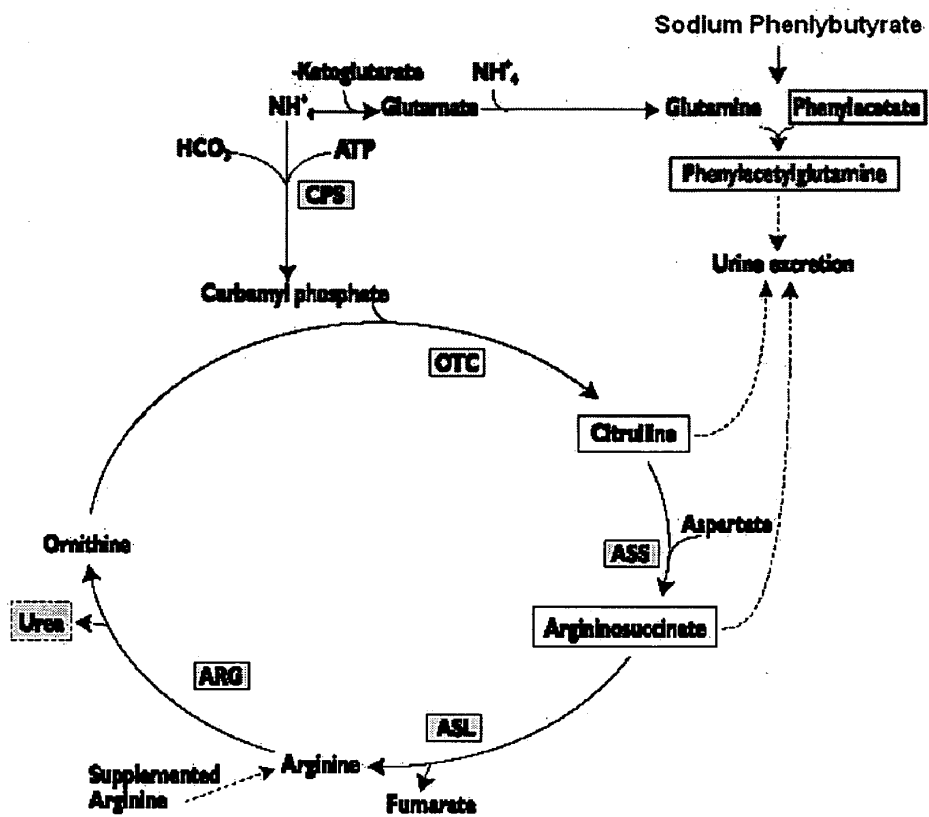 Sodium Phenlybutyrate
-Ketoglutarate
NH⁺₄
NH⁺₄
Glutamate
Glutamine
Phenylacetate
HCO₃
ATP
Phenylacetylglutamine
CPS
Urine excretion
Carbamyl phosphate
OTC
Citrulline
Aspartate
Ornithine
ASS
Urea
Argininosuccinate
ARG
ASL
Arginine
Supplemented
Arginine
Fumarate